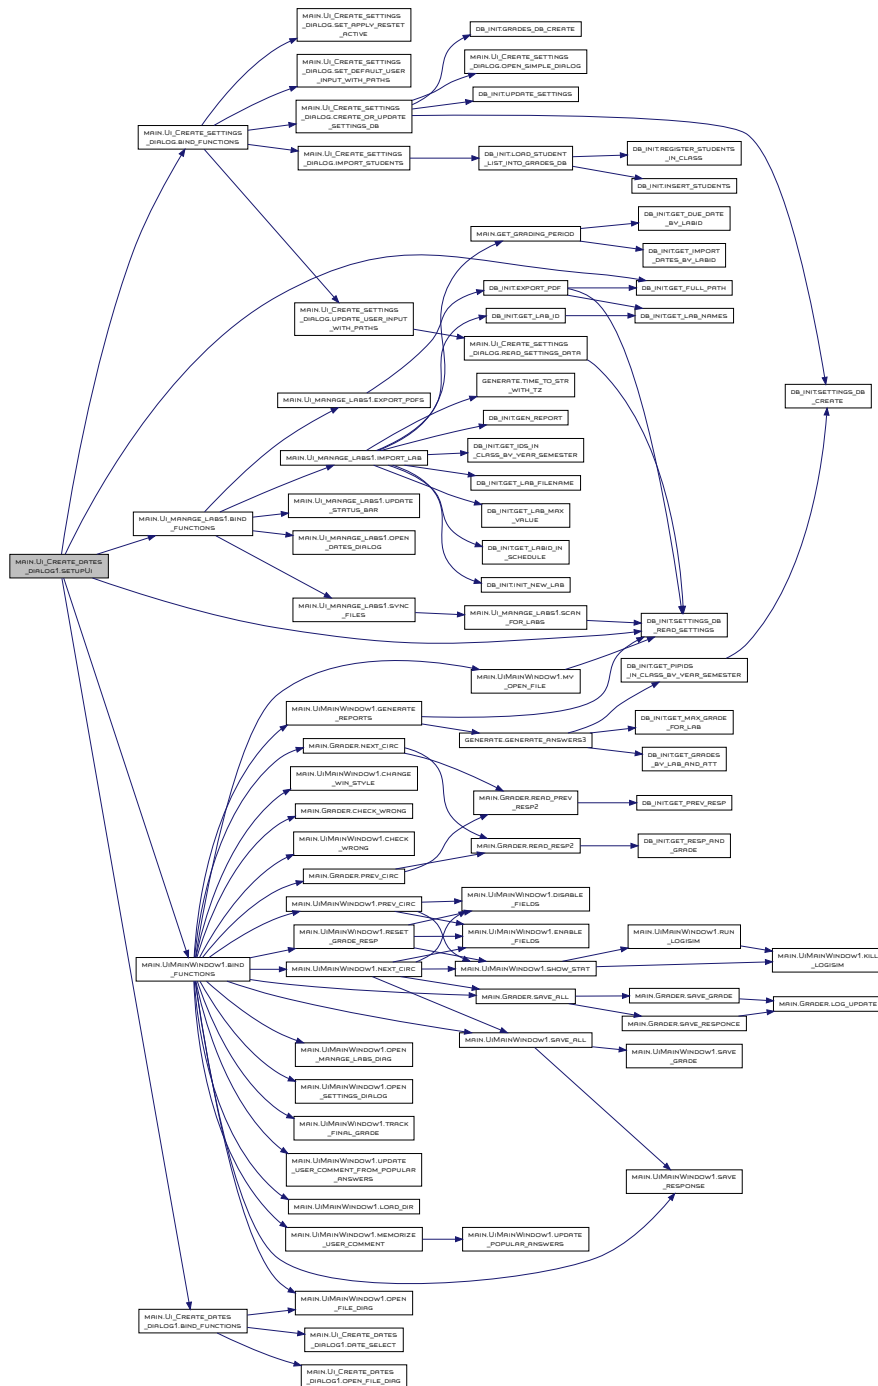 main.Ui_Create_settings
_dialog.set_apply_restet
_active
main.Ui_Create_settings
_dialog.set_default_user
_input_with_paths
main.Ui_Create_settings
_dialog.bind_functions
main.Ui_Create_settings
_dialog.create_or_update
_settings_db
main.Ui_Create_settings
_dialog.import_students
db_init.grades_db_create
main.Ui_Create_settings
_dialog.open_simple_dialog
db_init.update_settings
db_init.load_student
_list_into_grades_db
db_init.register_students
_in_class
db_init.insert_students
main.get_grading_period
db_init.get_due_date
_by_labid
db_init.get_import
_dates_by_labid
db_init.export_pdf
db_init.get_full_path
db_init.get_lab_id
db_init.get_lab_names
main.Ui_Create_settings
_dialog.update_user_input
_with_paths
main.Ui_Create_settings
_dialog.read_settings_data
db_init.settings_db
_create
main.Ui_manage_labs1.export_pdfs
generate.time_to_str
_with_tz
db_init.gen_report
main.Ui_manage_labs1.import_lab
db_init.get_ids_in
_class_by_year_semester
db_init.get_lab_filename
main.Ui_manage_labs1.update
_status_bar
db_init.get_lab_max
_value
main.Ui_manage_labs1.bind
_functions
main.Ui_manage_labs1.open
_dates_dialog
db_init.get_labid_in
_schedule
main.Ui_Create_dates
_dialog1.setupUi
db_init.init_new_lab
main.Ui_manage_labs1.sync
_files
main.Ui_manage_labs1.scan
_for_labs
db_init.settings_db
_read_settings
main.UiMainWindow1.my
_open_file
db_init.get_pipids
_in_class_by_year_semester
main.UiMainWindow1.generate
_reports
generate.generate_answers3
db_init.get_max_grade
_for_lab
db_init.get_grades
_by_lab_and_att
main.Grader.next_circ
main.UiMainWindow1.change
_win_style
main.Grader.check_wrong
main.Grader.read_prev
_resp2
db_init.get_prev_resp
main.UiMainWindow1.check
_wrong
main.Grader.read_resp2
db_init.get_resp_and
_grade
main.Grader.prev_circ
main.UiMainWindow1.prev_circ
main.UiMainWindow1.disable
_fields
main.UiMainWindow1.reset
_grade_resp
main.UiMainWindow1.enable
_fields
main.UiMainWindow1.run
_logisim
main.UiMainWindow1.bind
_functions
main.UiMainWindow1.next_circ
main.UiMainWindow1.show_stat
main.UiMainWindow1.kill
_logisim
main.Grader.save_all
main.Grader.save_grade
main.Grader.log_update
main.Grader.save_responce
main.UiMainWindow1.save_all
main.UiMainWindow1.save
_grade
main.UiMainWindow1.open
_manage_labs_diag
main.UiMainWindow1.open
_settings_dialog
main.UiMainWindow1.track
_final_grade
main.UiMainWindow1.update
_user_comment_from_popular
_answers
main.UiMainWindow1.save
_response
main.UiMainWindow1.load_dir
main.UiMainWindow1.memorize
_user_comment
main.UiMainWindow1.update
_popular_answers
main.UiMainWindow1.open
_file_diag
main.Ui_Create_dates
_dialog1.bind_functions
main.Ui_Create_dates
_dialog1.date_select
main.Ui_Create_dates
_dialog1.open_file_diag